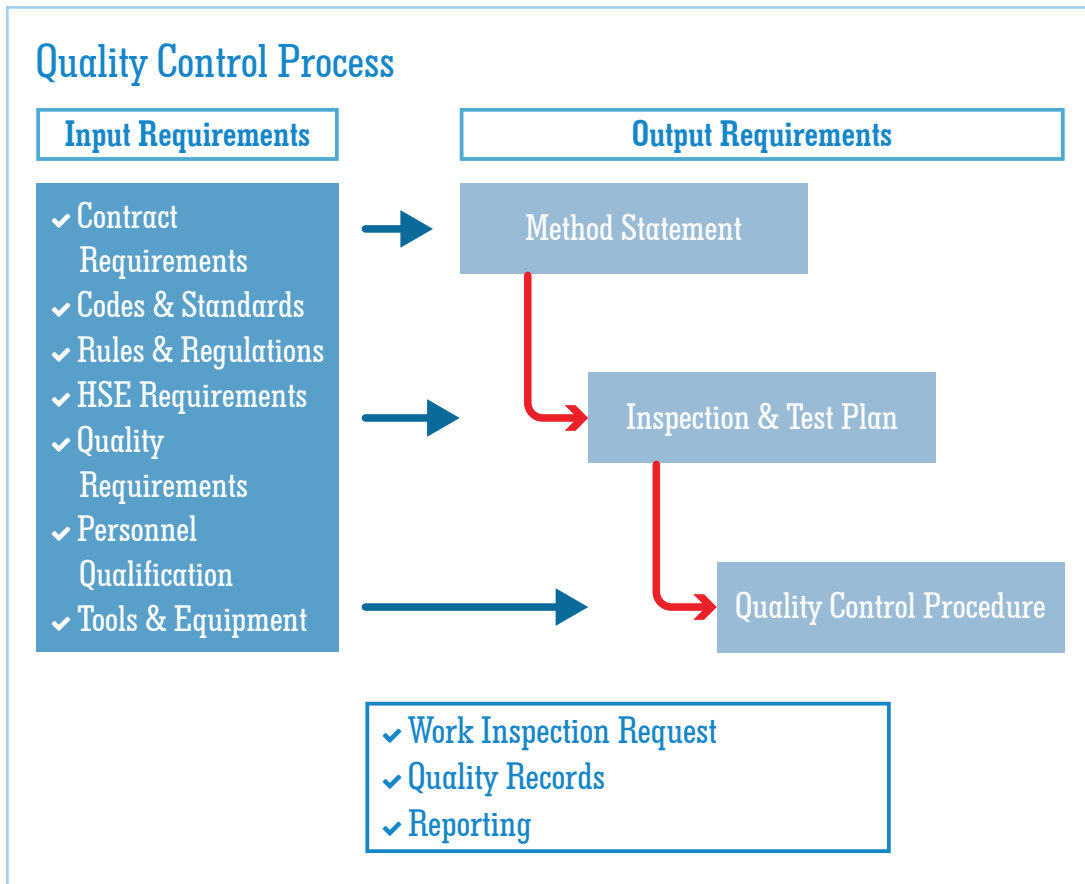 Quality Control Process
Input Requirements
Output Requirements
✓ Contract
Requirements
✓ Codes & Standards
✓ Rules & Regulations
✓ HSE Requirements
✓ Quality
Requirements
✓ Personnel
Qualification
✓ Tools & Equipment
Method Statement
Inspection & Test Plan
Quality Control Procedure
✓ Work Inspection Request
✓ Quality Records
✓ Reporting